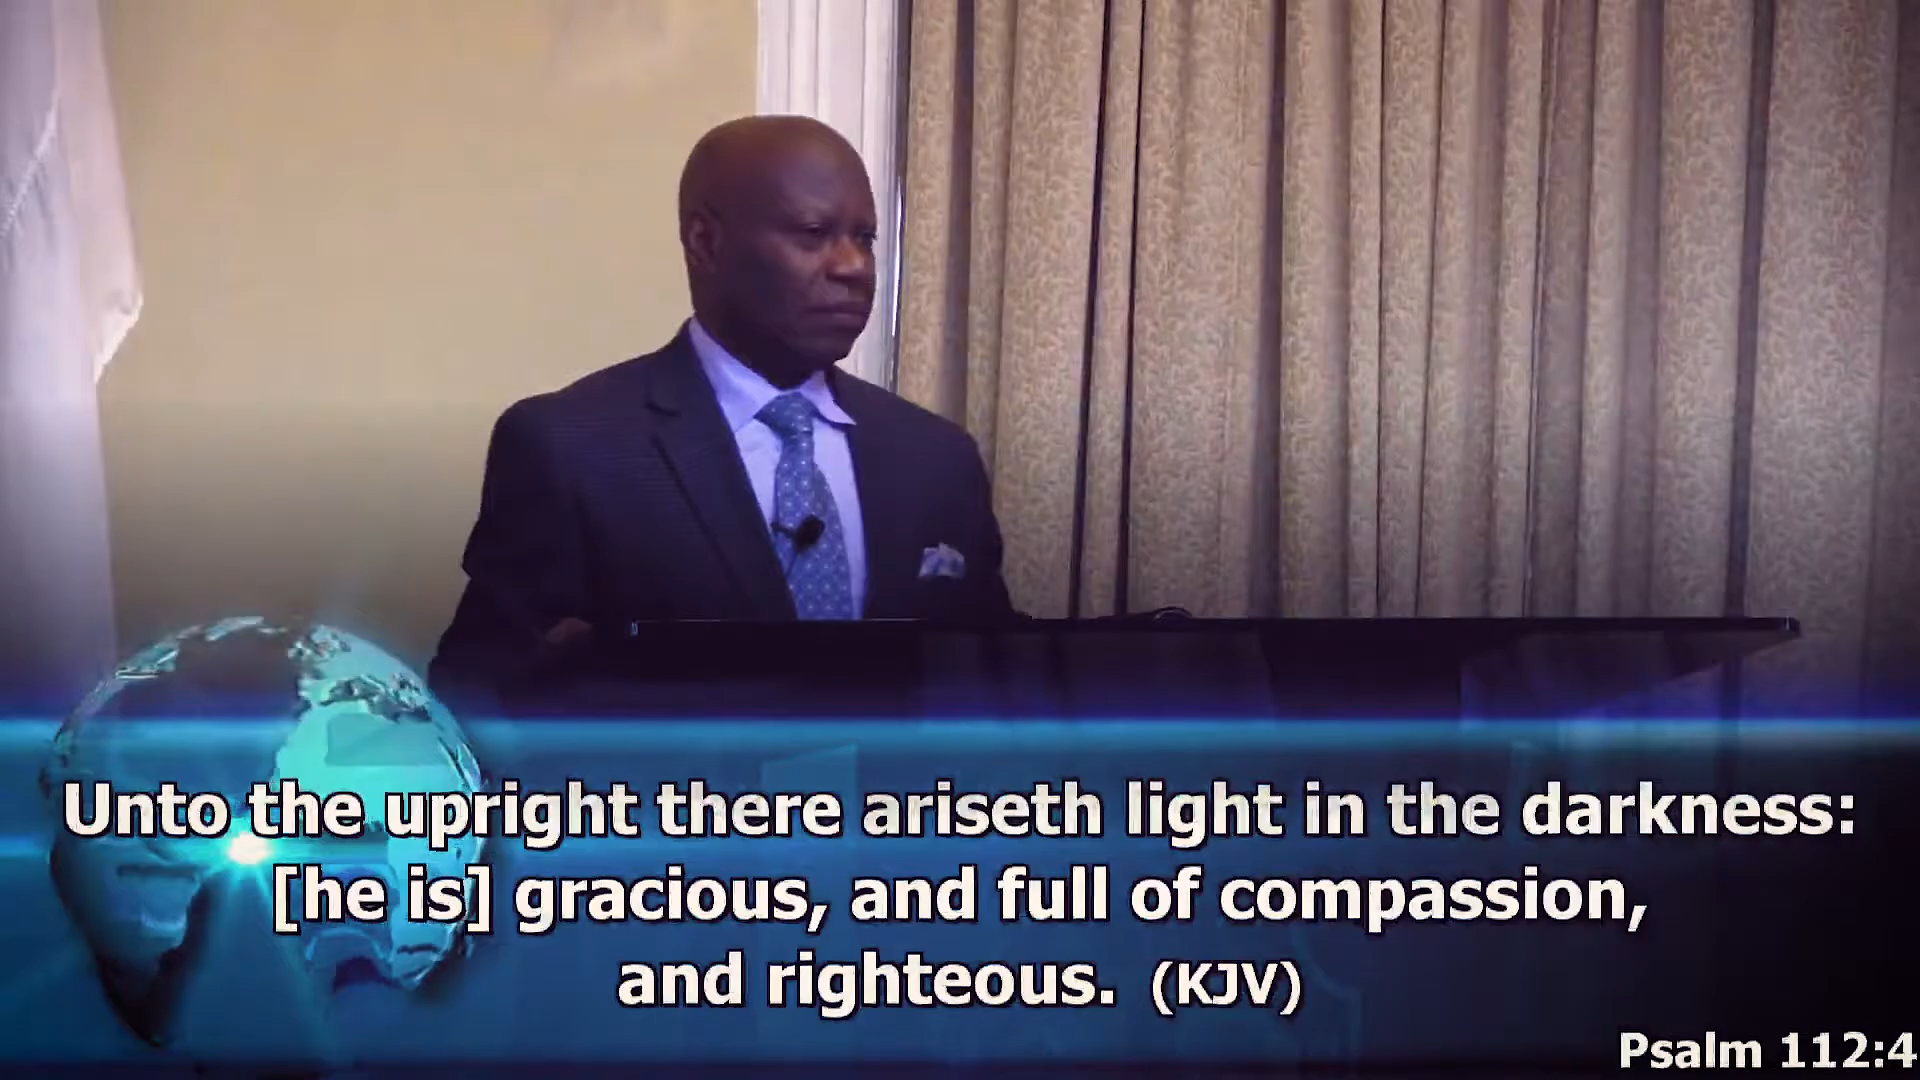 Unto the upright there ariseth light in the darkness:
[he is] gracious, and full of compassion,
and righteous. (KJV)
Psalm 112:4